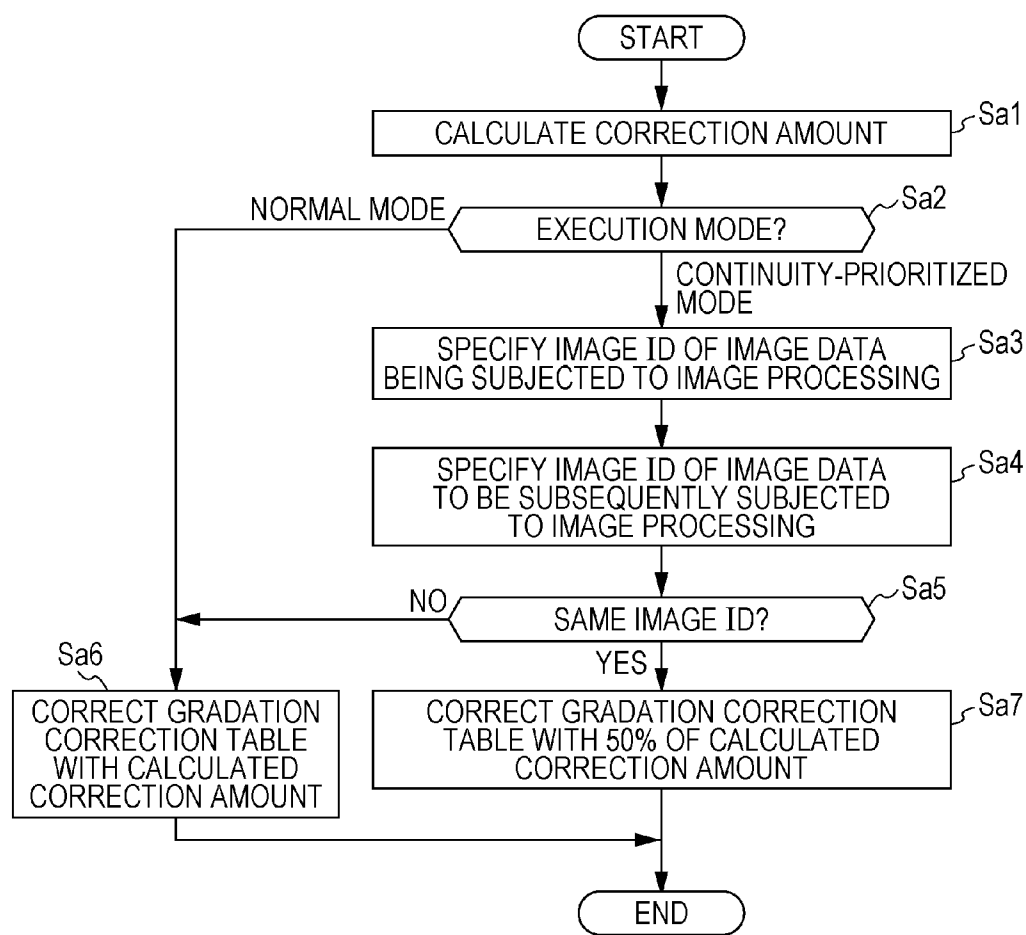 START
Sa1
CALCULATE CORRECTION AMOUNT
Sa2
NORMAL MODE
EXECUTION MODE?
CONTINUITY-PRIORITIZED
MODE
Sa3
SPECIFY IMAGE ID OF IMAGE DATA
BEING SUBJECTED TO IMAGE PROCESSING
Sa4
SPECIFY IMAGE ID OF IMAGE DATA
TO BE SUBSEQUENTLY SUBJECTED
TO IMAGE PROCESSING
Sa5
NO
SAME IMAGE ID?
YES
Sa6
CORRECT GRADATION
CORRECTION TABLE
WITH CALCULATED
CORRECTION AMOUNT
Sa7
CORRECT GRADATION CORRECTION
TABLE WITH 50% OF CALCULATED
CORRECTION AMOUNT
END